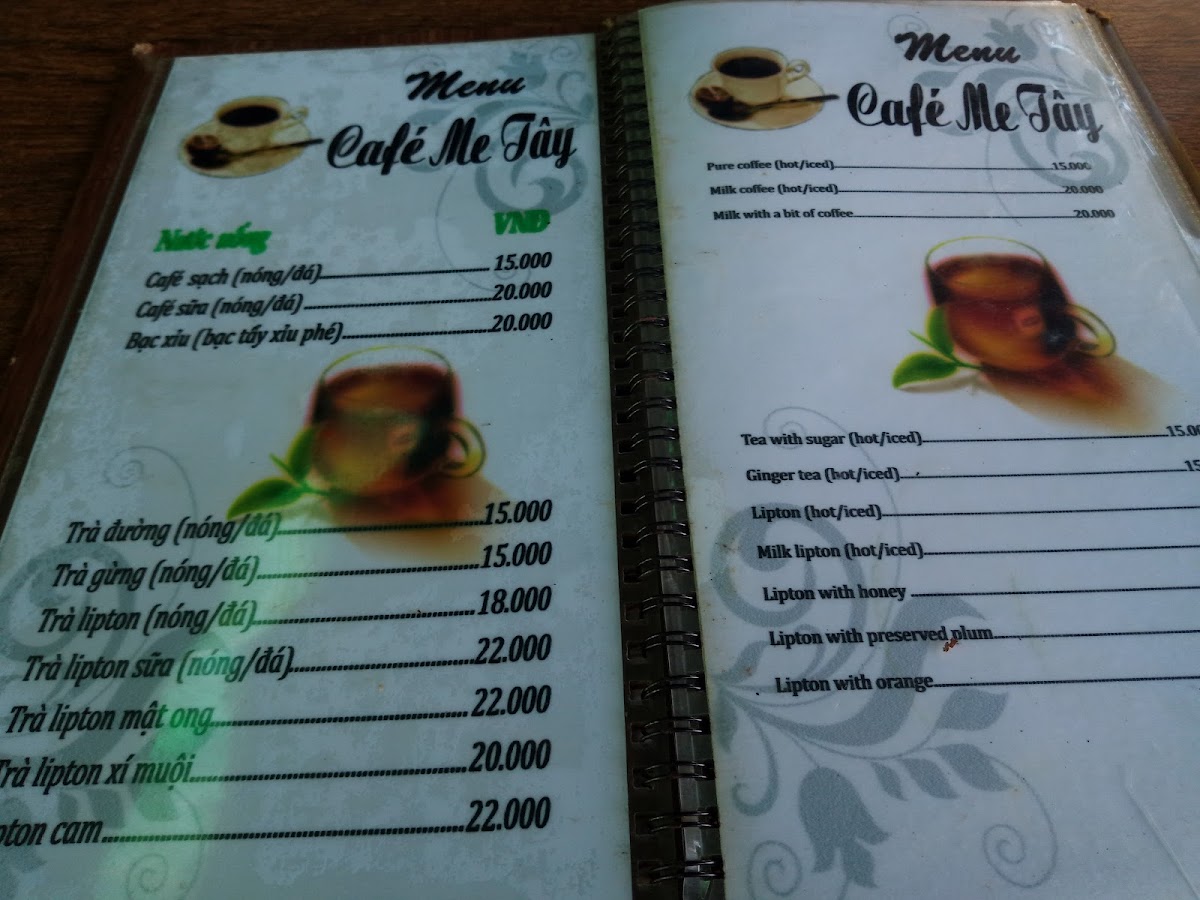 Menu
Café Me Tây
Nước uống VNĐ
Café sạch (nóng/đá) 15.000
Café sữa (nóng/đá) 20.000
Bạc xỉu (bạc tẩy xỉu phé) 20.000
Trà đường (nóng/đá) 15.000
Trà gừng (nóng/đá) 15.000
Trà lipton (nóng/đá) 18.000
Trà lipton sữa (nóng/đá) 22.000
Trà lipton mật ong 22.000
Trà lipton xí muội 20.000
pton cam 22.000
Menu
Café Me Tây
Pure coffee (hot/iced) 15.000
Milk coffee (hot/iced) 20.000
Milk with a bit of coffee 20.000
Tea with sugar (hot/iced) 15.00
Ginger tea (hot/iced) 15
Lipton (hot/iced)
Milk lipton (hot/iced)
Lipton with honey
Lipton with preserved plum
Lipton with orange